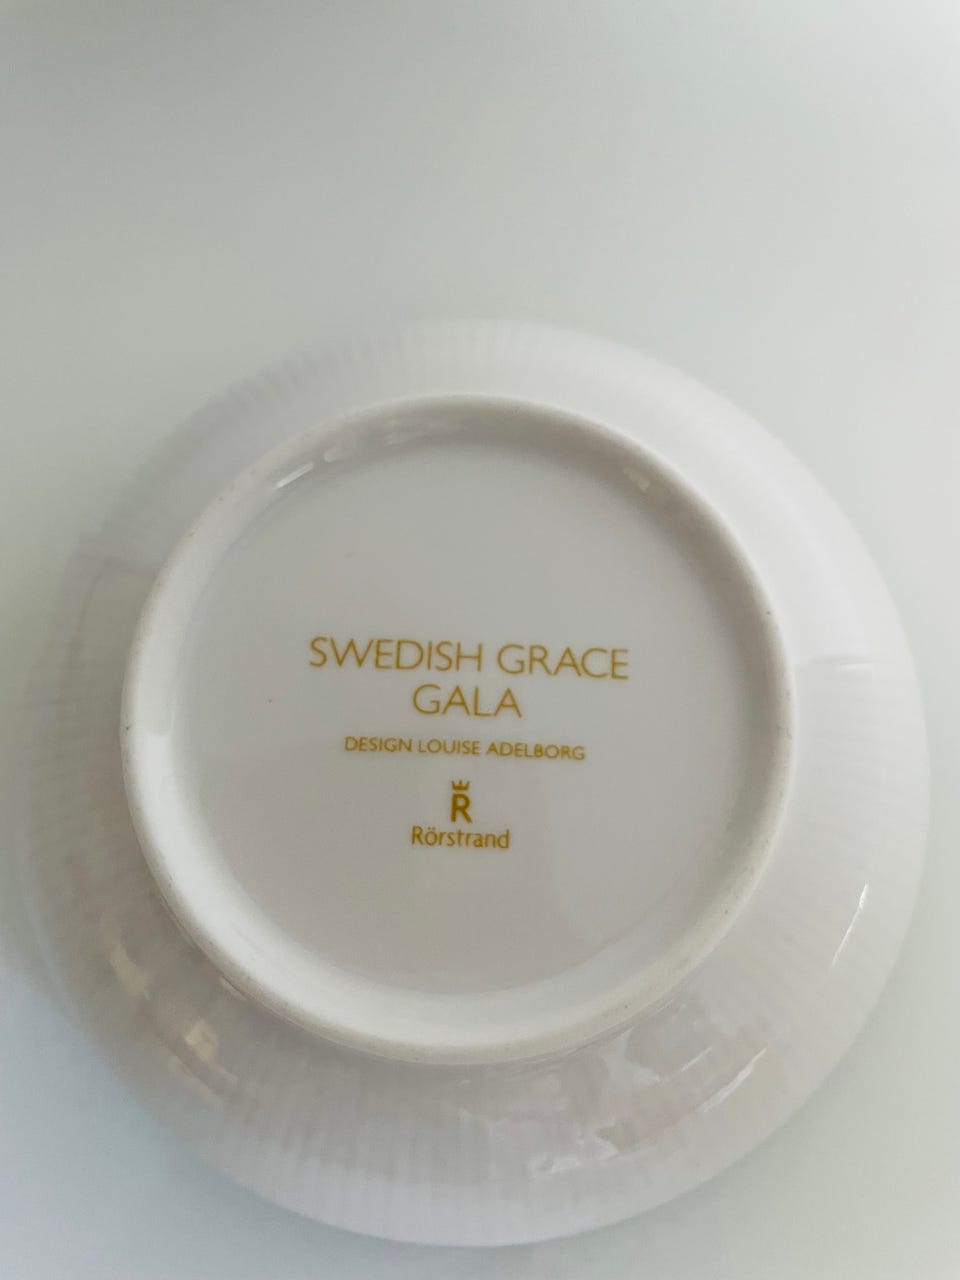 SWEDISH GRACE
GALA
DESIGN LOUISE ADELBORG
R
Rörstrand